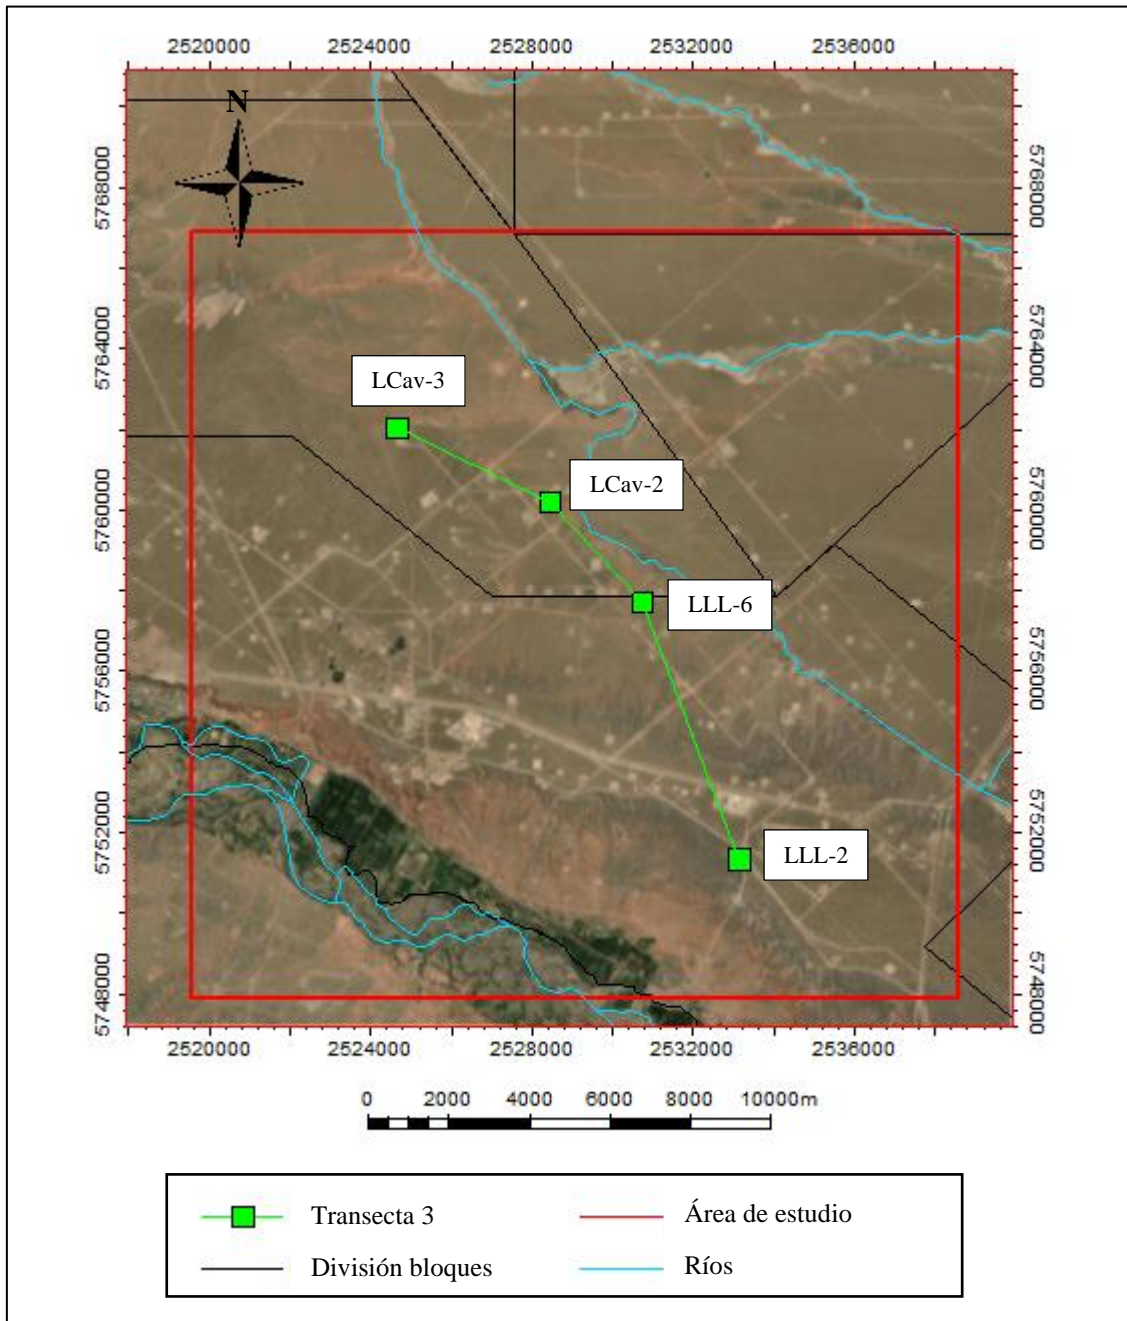 2520000 2524000 2528000 2532000 2536000
N
5768000 5768000
5764000 5764000
LCav-3
LCav-2
5760000 5760000
LLL-6
5756000 5756000
5752000 5752000
LLL-2
5748000 5748000
2520000 2524000 2528000 2532000 2536000
0 2000 4000 6000 8000 10000m
Transecta 3 Área de estudio
División bloques Ríos